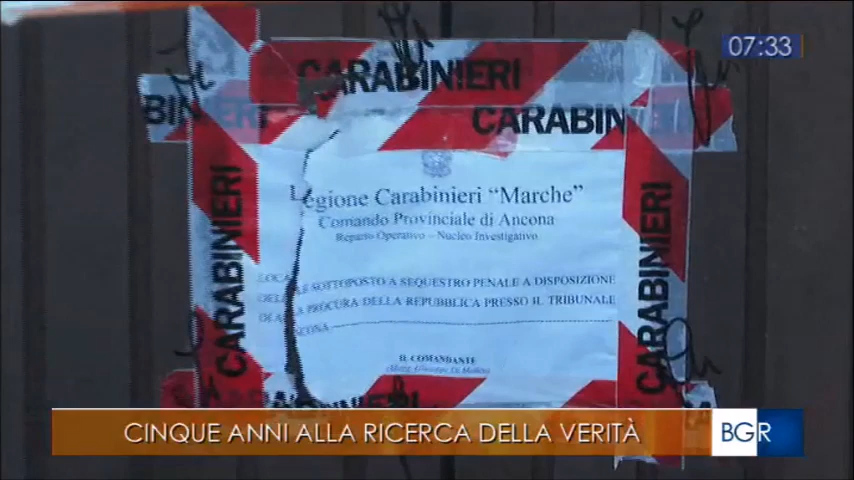 07:33
CARABINIERI
BINIERI
CARABINIERI
Legione Carabinieri “Marche”
Comando Provinciale di Ancona
Reparto Operativo – Nucleo Investigativo
CARABINIERI
CARABINIERI
SOTTOPOSTO A SEQUESTRO PENALE A DISPOSIZIONE
PROCURA DELLA REPUBBLICA PRESSO IL TRIBUNALE
IL COMANDANTE
CARABINIERI
CINQUE ANNI ALLA RICERCA DELLA VERITÀ
BGR